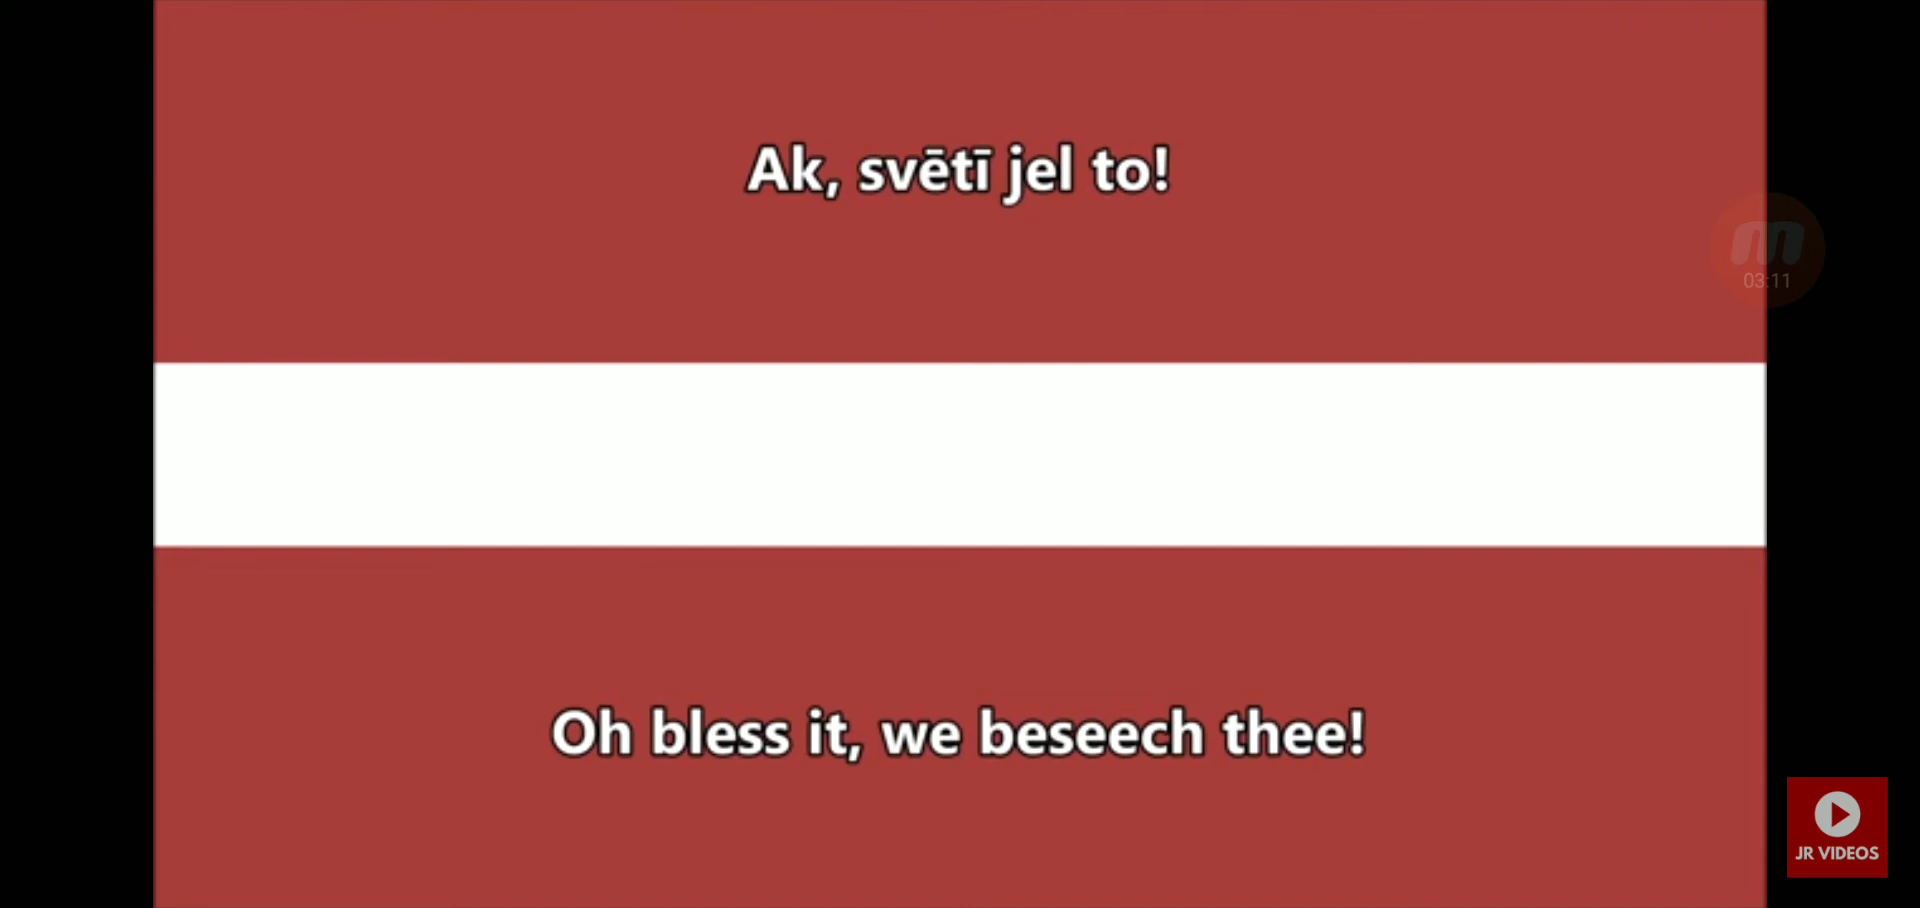 Ak, svētī jel to!
03:11
Oh bless it, we beseech thee!
JR VIDEOS